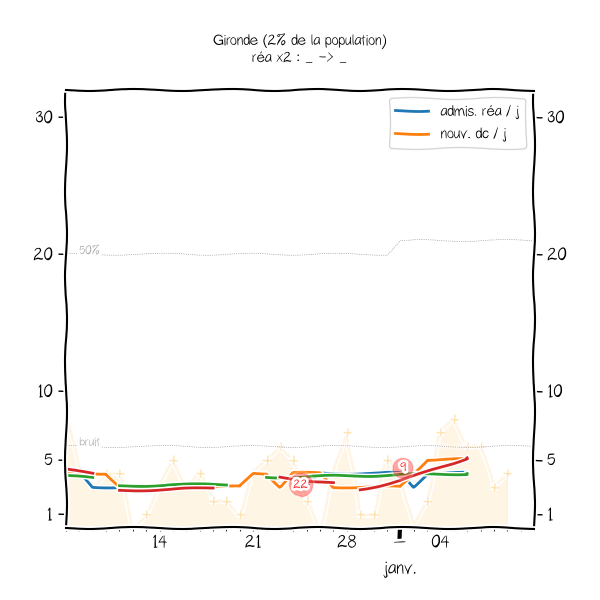 Gironde (2% de la population)
réa x2 : _ -> _
admis. réa / j
nouv. dc / j
30
30
50%
20
20
10
10
bruit
5
5
9
22
1
1
14
21
28
04
janv.